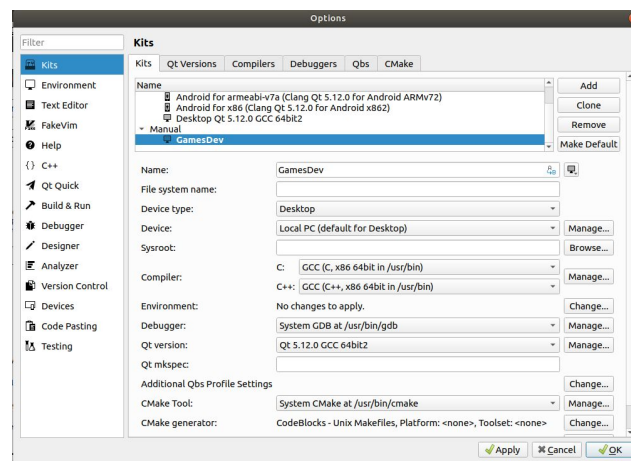 Options
Filter
Kits
Environment
Text Editor
FakeVim
Help
{} C++
Qt Quick
Build & Run
Debugger
Designer
Analyzer
Version Control
Devices
Code Pasting
Testing
Kits
Kits Qt Versions Compilers Debuggers Qbs CMake
Name
Android for armeabi-v7a (Clang Qt 5.12.0 for Android ARMv72)
Android for x86 (Clang Qt 5.12.0 for Android x862)
Desktop Qt 5.12.0 GCC 64bit2
Manual
GamesDev
Add
Clone
Remove
Make Default
Name: GamesDev
File system name:
Device type: Desktop
Device: Local PC (default for Desktop) Manage...
Sysroot: Browse...
Compiler: C: GCC (C, x86 64bit in /usr/bin) Manage...
C++: GCC (C++, x86 64bit in /usr/bin)
Environment: No changes to apply. Change...
Debugger: System GDB at /usr/bin/gdb Manage...
Qt version: Qt 5.12.0 GCC 64bit2 Manage...
Qt mkspec:
Additional Qbs Profile Settings Change...
CMake Tool: System CMake at /usr/bin/cmake Manage...
CMake generator: CodeBlocks - Unix Makefiles, Platform: <none>, Toolset: <none> Change...
Apply Cancel OK